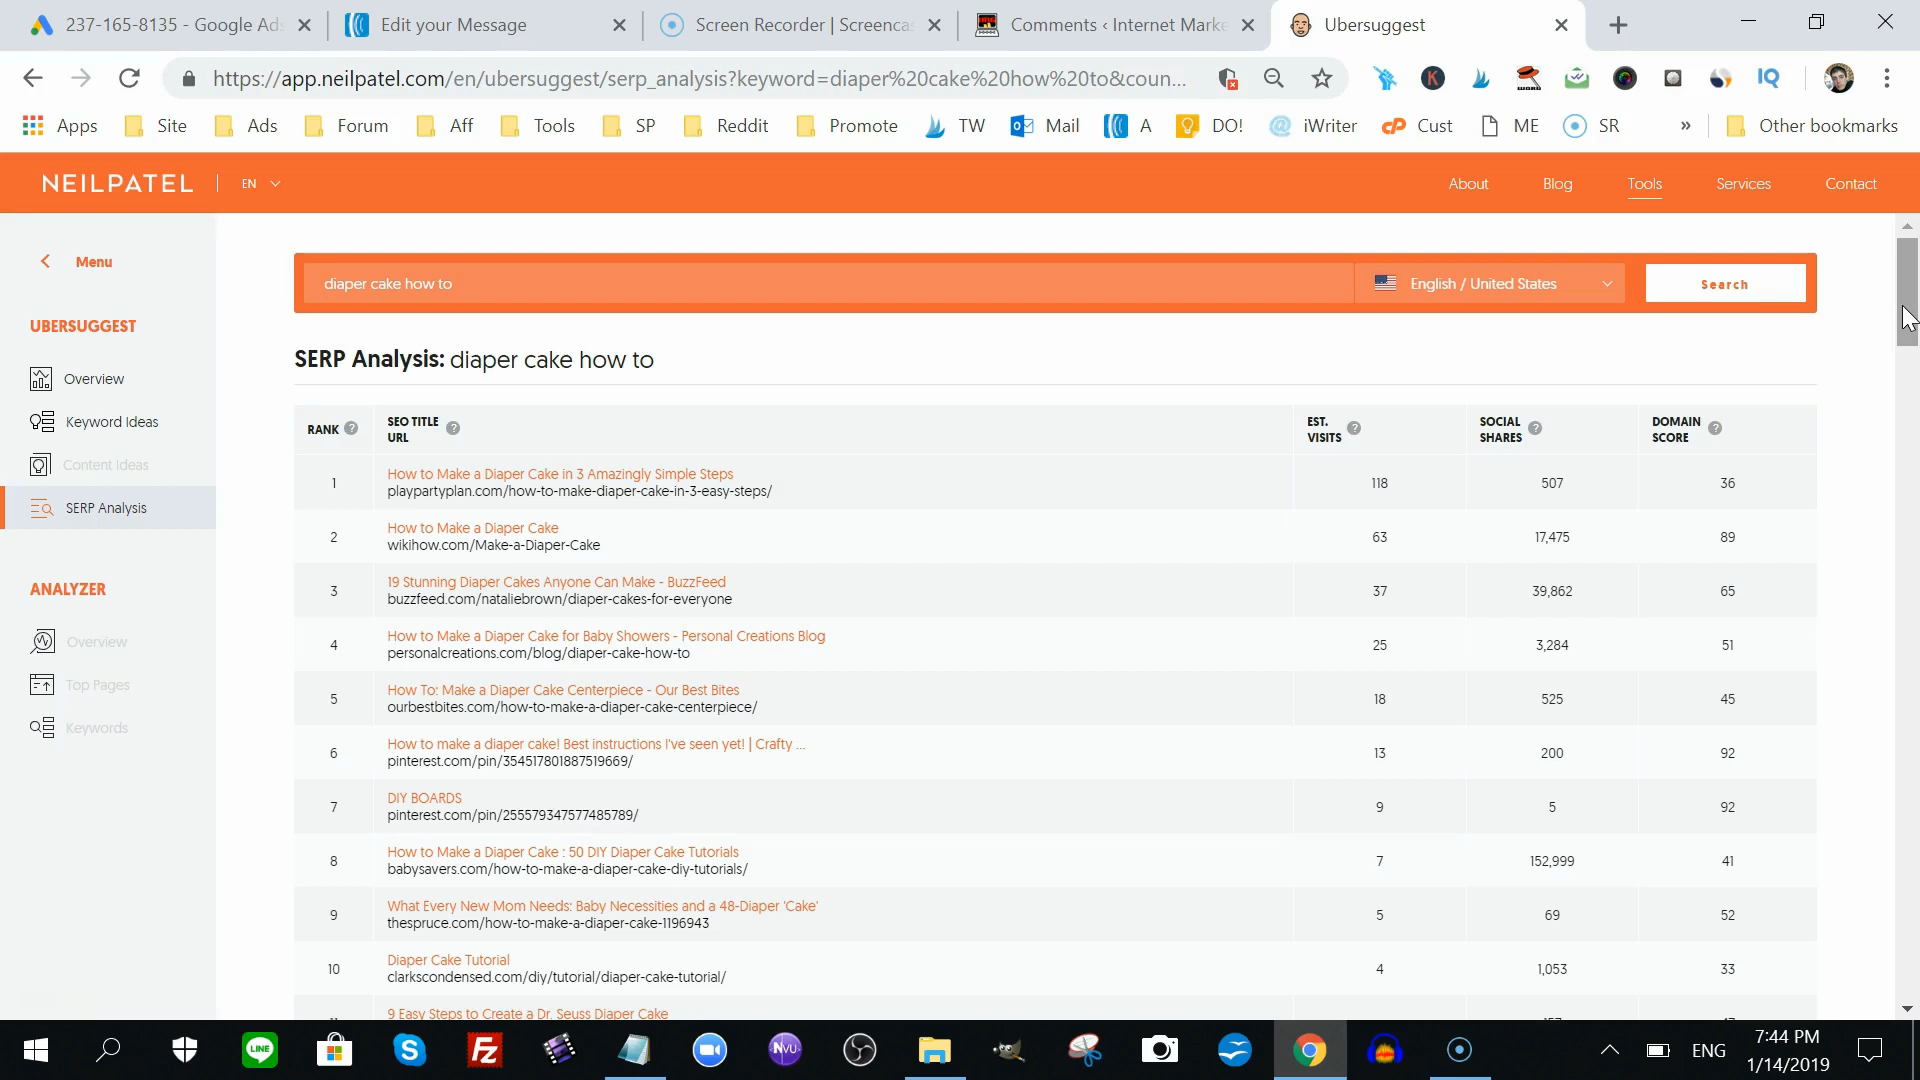 237-165-8135 - Google Ads
Edit your Message
Screen Recorder | Screencas
Comments ‹ Internet Marke
Ubersuggest
https://app.neilpatel.com/en/ubersuggest/serp_analysis?keyword=diaper%20cake%20how%20to&coun...
Apps
Site
Ads
Forum
Aff
Tools
SP
Reddit
Promote
TW
Mail
A
DO!
iWriter
Cust
ME
SR
»
Other bookmarks
NEILPATEL
EN
About
Blog
Tools
Services
Contact
Menu
UBERSUGGEST
Overview
Keyword Ideas
Content Ideas
SERP Analysis
ANALYZER
Overview
Top Pages
Keywords
diaper cake how to
English / United States
Search
SERP Analysis: diaper cake how to
RANK ?
SEO TITLE
URL ?
EST.
VISITS ?
SOCIAL
SHARES ?
DOMAIN
SCORE ?
1
How to Make a Diaper Cake in 3 Amazingly Simple Steps
playpartyplan.com/how-to-make-diaper-cake-in-3-easy-steps/
118
507
36
2
How to Make a Diaper Cake
wikihow.com/Make-a-Diaper-Cake
63
17,475
89
3
19 Stunning Diaper Cakes Anyone Can Make - BuzzFeed
buzzfeed.com/nataliebrown/diaper-cakes-for-everyone
37
39,862
65
4
How to Make a Diaper Cake for Baby Showers - Personal Creations Blog
personalcreations.com/blog/diaper-cake-how-to
25
3,284
51
5
How To: Make a Diaper Cake Centerpiece - Our Best Bites
ourbestbites.com/how-to-make-a-diaper-cake-centerpiece/
18
525
45
6
How to make a diaper cake! Best instructions I've seen yet! | Crafty ...
pinterest.com/pin/354517801887519669/
13
200
92
7
DIY BOARDS
pinterest.com/pin/255579347577485789/
9
5
92
8
How to Make a Diaper Cake : 50 DIY Diaper Cake Tutorials
babysavers.com/how-to-make-a-diaper-cake-diy-tutorials/
7
152,999
41
9
What Every New Mom Needs: Baby Necessities and a 48-Diaper 'Cake'
thespruce.com/how-to-make-a-diaper-cake-1196943
5
69
52
10
Diaper Cake Tutorial
clarkscondensed.com/diy/tutorial/diaper-cake-tutorial/
4
1,053
33
9 Easy Steps to Create a Dr. Seuss Diaper Cake
LINE
NVU
ENG
7:44 PM
1/14/2019